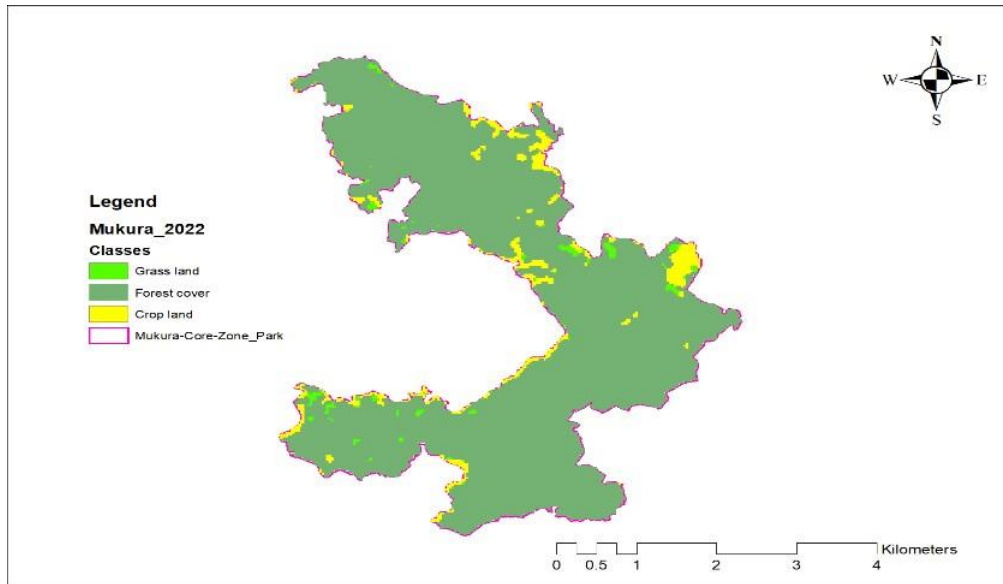 N
W E
S
Legend
Mukura_2022
Classes
Grass land
Forest cover
Crop land
Mukura-Core-Zone_Park
Kilometers
0 0.5 1 2 3 4